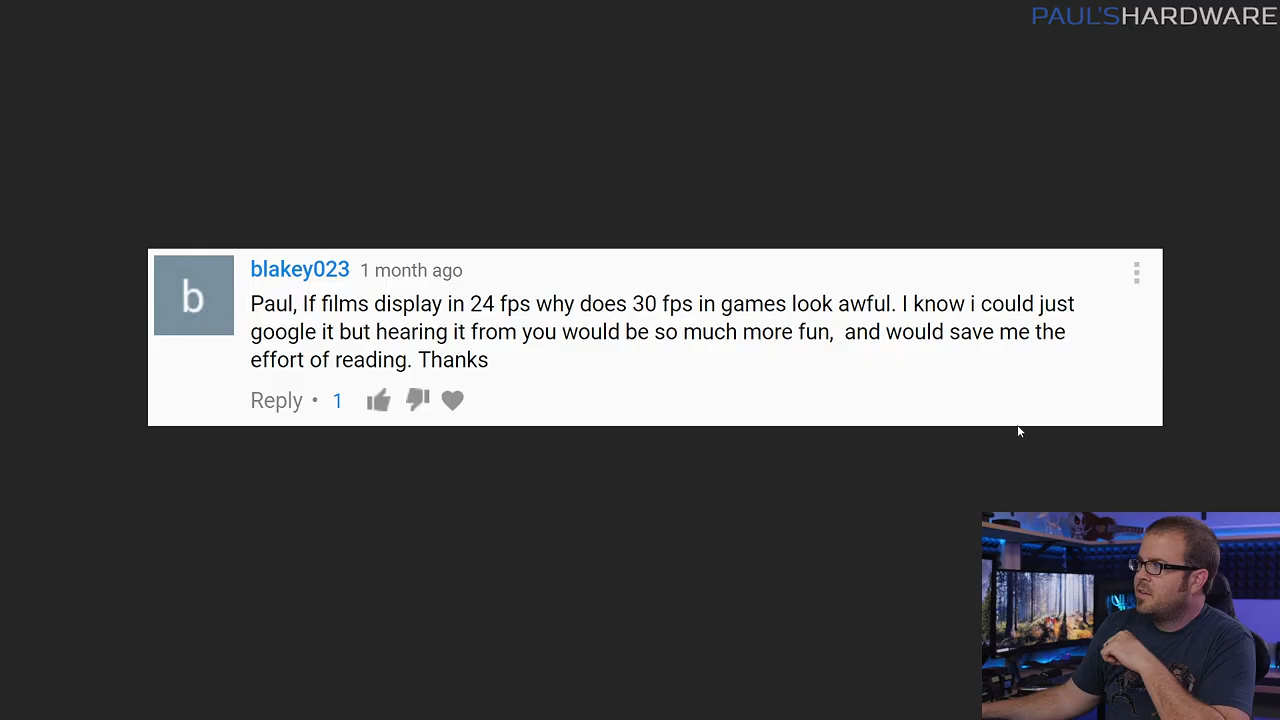 PAUL'SHARDWARE
b
blakey023 1 month ago
Paul, If films display in 24 fps why does 30 fps in games look awful. I know i could just
google it but hearing it from you would be so much more fun,  and would save me the
effort of reading. Thanks
Reply • 1